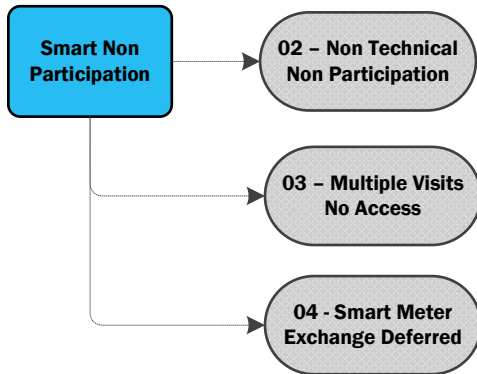 Smart Non
Participation
02 – Non Technical
Non Participation
03 – Multiple Visits
No Access
04 - Smart Meter
Exchange Deferred